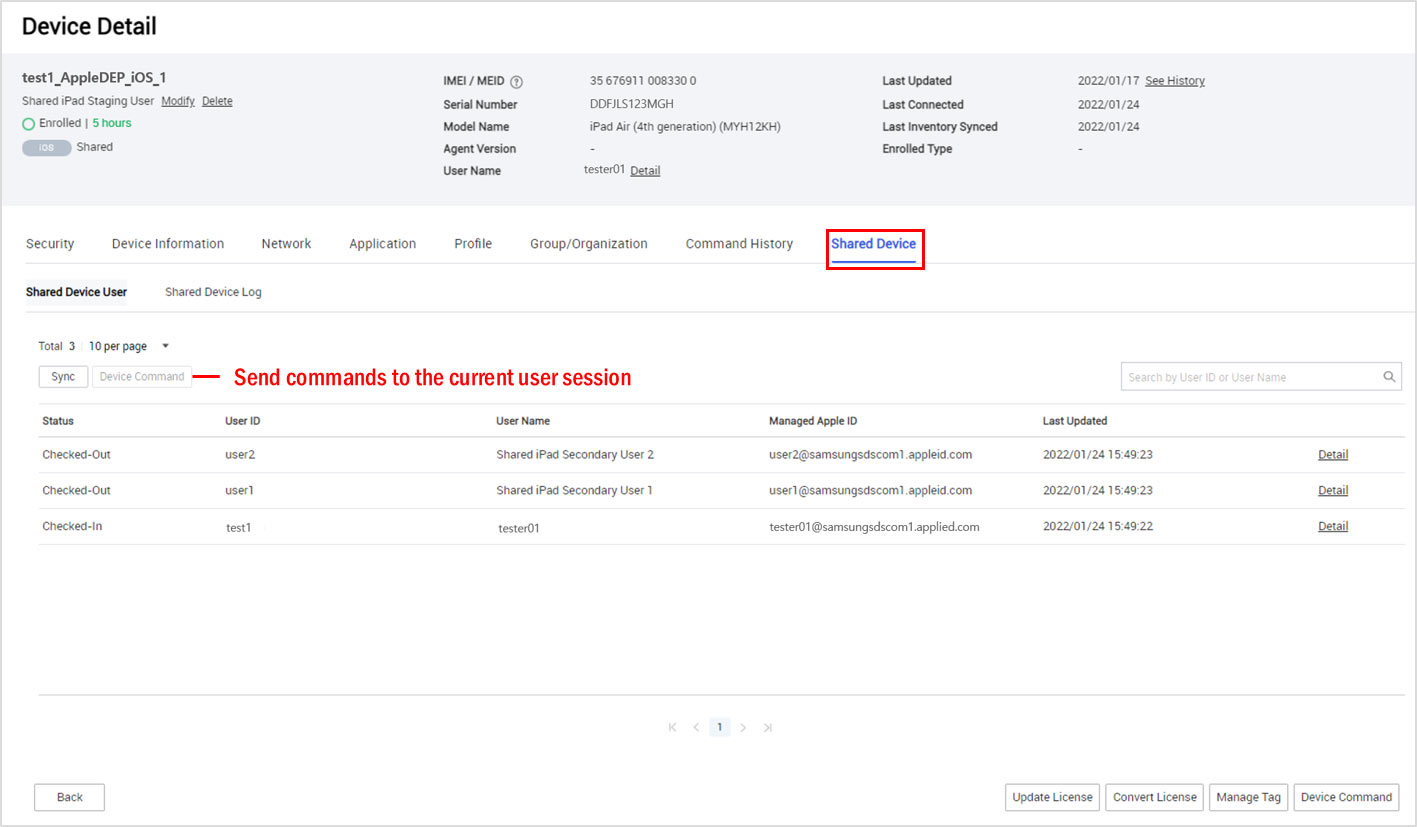 Device Detail
test1_AppleDEP_iOS_1
Shared iPad Staging User Modify Delete
Enrolled | 5 hours
iOS Shared
IMEI / MEID ? 35 676911 008330 0
Serial Number DDFJLS123MGH
Model Name iPad Air (4th generation) (MYH12KH)
Agent Version -
User Name tester01 Detail
Last Updated 2022/01/17 See History
Last Connected 2022/01/24
Last Inventory Synced 2022/01/24
Enrolled Type -
Security Device Information Network Application Profile Group/Organization Command History Shared Device
Shared Device User Shared Device Log
Total 3 10 per page
Sync Device Command Send commands to the current user session Search by User ID or User Name
Status User ID User Name Managed Apple ID Last Updated
Checked-Out user2 Shared iPad Secondary User 2 user2@samsungsdscom1.appleid.com 2022/01/24 15:49:23 Detail
Checked-Out user1 Shared iPad Secondary User 1 user1@samsungsdscom1.appleid.com 2022/01/24 15:49:23 Detail
Checked-In test1 tester01 tester01@samsungsdscom1.applied.com 2022/01/24 15:49:22 Detail
1
Back Update License Convert License Manage Tag Device Command